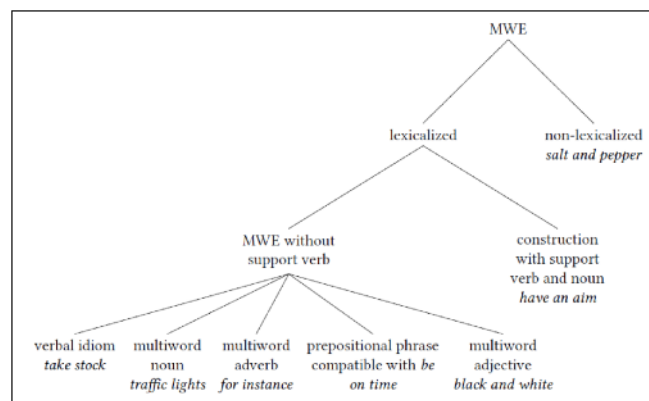 MWE
lexicalized
non-lexicalized
salt and pepper
MWE without
support verb
construction
with support
verb and noun
have an aim
verbal idiom
take stock
multiword
noun
traffic lights
multiword
adverb
for instance
prepositional phrase
compatible with be
on time
multiword
adjective
black and white